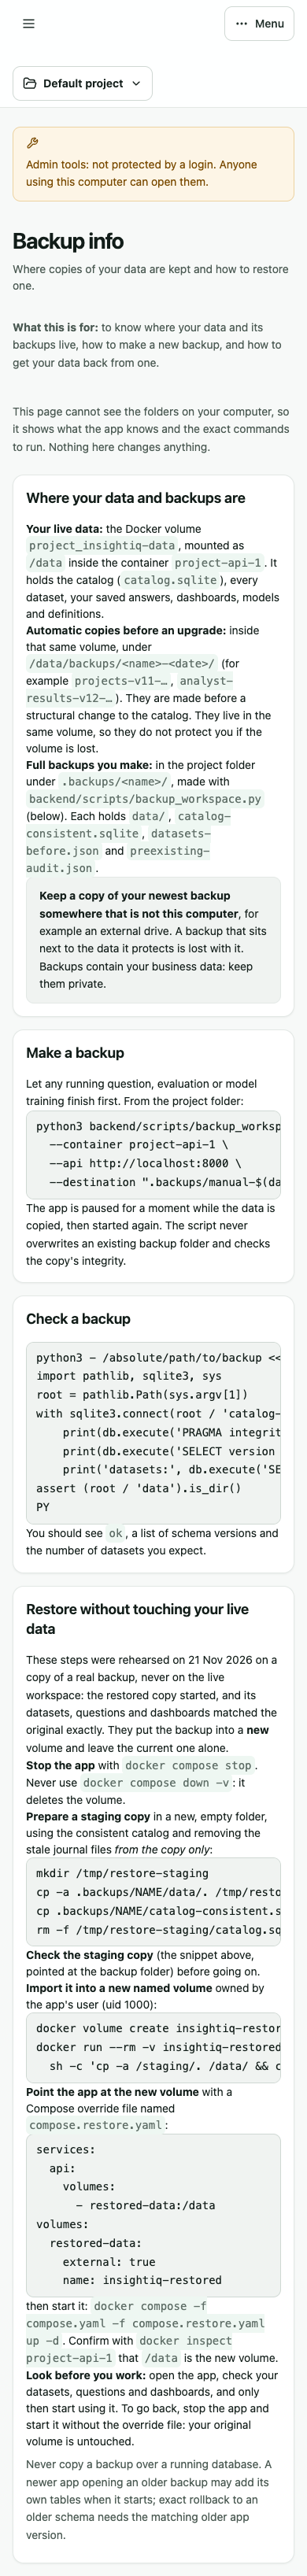 Menu
Default project
Admin tools: not protected by a login. Anyone
using this computer can open them.
Backup info
Where copies of your data are kept and how to restore
one.
What this is for: to know where your data and its
backups live, how to make a new backup, and how to
get your data back from one.
This page cannot see the folders on your computer, so
it shows what the app knows and the exact commands
to run. Nothing here changes anything.
Where your data and backups are
Your live data: the Docker volume
project_insightiq-data, mounted as
/data inside the container project-api-1. It
holds the catalog (catalog.sqlite), every
dataset, your saved answers, dashboards, models
and definitions.
Automatic copies before an upgrade: inside
that same volume, under
/data/backups/<name>-<date>/ (for
example projects-v11-…, analyst-
results-v12-…). They are made before a
structural change to the catalog. They live in the
same volume, so they do not protect you if the
volume is lost.
Full backups you make: in the project folder
under .backups/<name>/, made with
backend/scripts/backup_workspace.py
(below). Each holds data/, catalog-
consistent.sqlite, datasets-
before.json and preexisting-
audit.json.
Keep a copy of your newest backup
somewhere that is not this computer, for
example an external drive. A backup that sits
next to the data it protects is lost with it.
Backups contain your business data: keep
them private.
Make a backup
Let any running question, evaluation or model
training finish first. From the project folder:
python3 backend/scripts/backup_worksp
--container project-api-1 \
--api http://localhost:8000 \
--destination ".backups/manual-$(da
The app is paused for a moment while the data is
copied, then started again. The script never
overwrites an existing backup folder and checks
the copy's integrity.
Check a backup
python3 - /absolute/path/to/backup <<
import pathlib, sqlite3, sys
root = pathlib.Path(sys.argv[1])
with sqlite3.connect(root / 'catalog-
print(db.execute('PRAGMA integrit
print(db.execute('SELECT version
print('datasets:', db.execute('SE
assert (root / 'data').is_dir()
PY
You should see ok, a list of schema versions and
the number of datasets you expect.
Restore without touching your live
data
These steps were rehearsed on 21 Nov 2026 on a
copy of a real backup, never on the live
workspace: the restored copy started, and its
datasets, questions and dashboards matched the
original exactly. They put the backup into a new
volume and leave the current one alone.
Stop the app with docker compose stop.
Never use docker compose down -v: it
deletes the volume.
Prepare a staging copy in a new, empty folder,
using the consistent catalog and removing the
stale journal files from the copy only:
mkdir /tmp/restore-staging
cp -a .backups/NAME/data/. /tmp/resto
cp .backups/NAME/catalog-consistent.s
rm -f /tmp/restore-staging/catalog.sq
Check the staging copy (the snippet above,
pointed at the backup folder) before going on.
Import it into a new named volume owned by
the app's user (uid 1000):
docker volume create insightiq-restor
docker run --rm -v insightiq-restored
sh -c 'cp -a /staging/. /data/ && c
Point the app at the new volume with a
Compose override file named
compose.restore.yaml:
services:
api:
volumes:
- restored-data:/data
volumes:
restored-data:
external: true
name: insightiq-restored
then start it: docker compose -f
compose.yaml -f compose.restore.yaml
up -d. Confirm with docker inspect
project-api-1 that /data is the new volume.
Look before you work: open the app, check your
datasets, questions and dashboards, and only
then start using it. To go back, stop the app and
start it without the override file: your original
volume is untouched.
Never copy a backup over a running database. A
newer app opening an older backup may add its
own tables when it starts; exact rollback to an
older schema needs the matching older app
version.